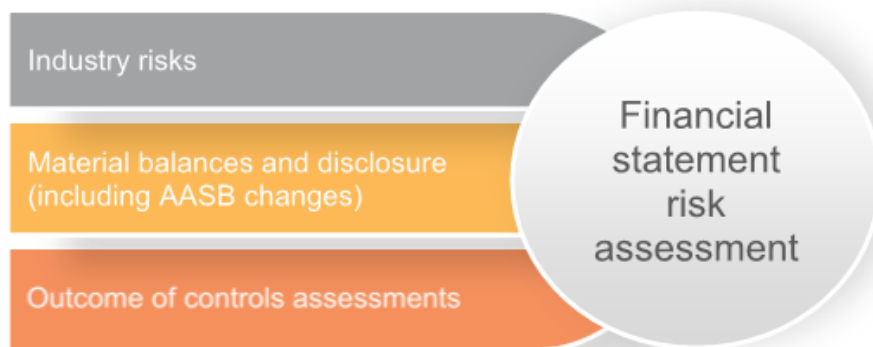 Industry risks
Material balances and disclosure
(including AASB changes)
Outcome of controls assessments
Financial
statement
risk
assessment